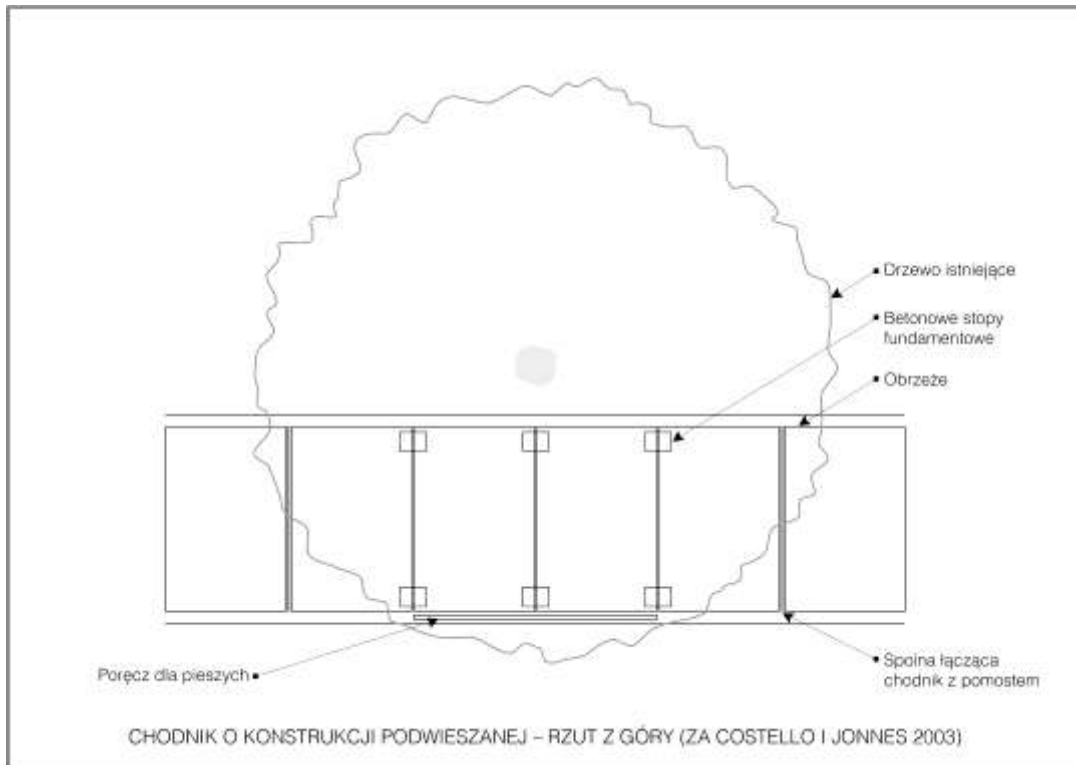 Drzewo istniejące
Betonowe stopy
fundamentowe
Obrzeże
Poręcz dla pieszych
Spoina łącząca
chodnik z pomostem
CHODNIK O KONSTRUKCJI PODWIESZANEJ – RZUT Z GÓRY (ZA COSTELLO I JONNES 2003)